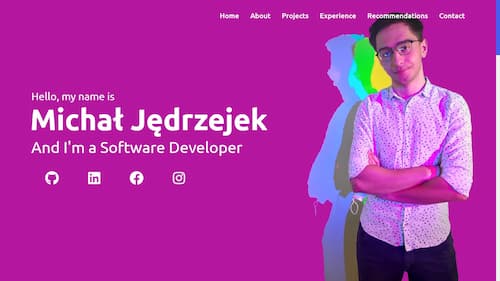 Home About Projects Experience Recommendations Contact
Hello, my name is
Michał Jędrzejek
And I'm a Software Developer